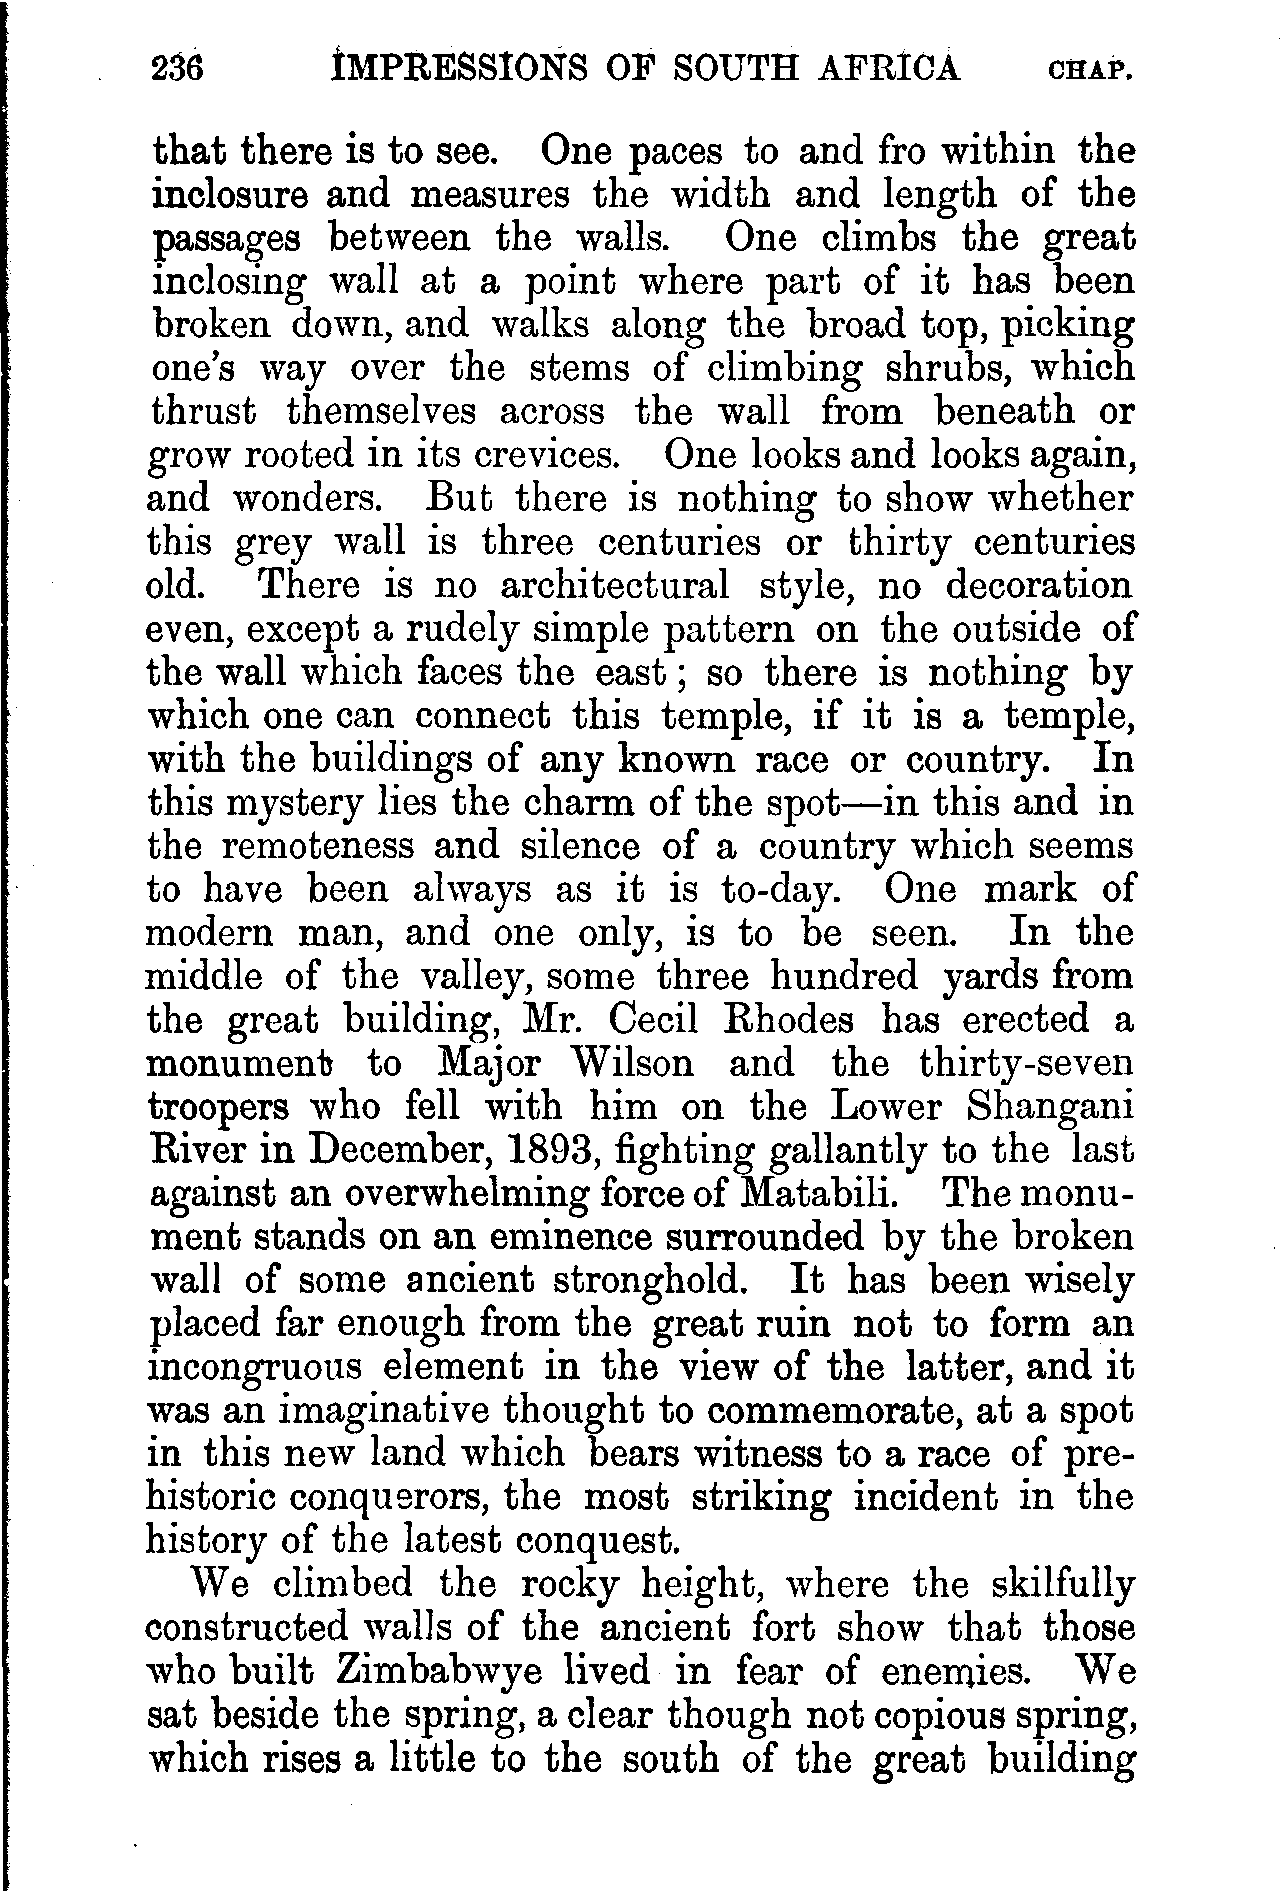 236 IMPRESSIONS OF SOUTH AFRICA CHAP.
that there is to see. One paces to and fro within the
inclosure and measures the width and length of the
passages between the walls. One climbs the great
inclosing wall at a point where part of it has been
broken down, and walks along the broad top, picking
one's way over the stems of climbing shrubs, which
thrust themselves across the wall from beneath or
grow rooted in its crevices. One looks and looks again,
and wonders. But there is nothing to show whether
this grey wall is three centuries or thirty centuries
old. There is no architectural style, no decoration
even, except a rudely simple pattern on the outside of
the wall which faces the east ; so there is nothing by
which one can connect this temple, if it is a temple,
with the buildings of any known race or country. In
this mystery lies the charm of the spot—in this and in
the remoteness and silence of a country which seems
to have been always as it is to-day. One mark of
modern man, and one only, is to be seen. In the
middle of the valley, some three hundred yards from
the great building, Mr. Cecil Rhodes has erected a
monument to Major Wilson and the thirty-seven
troopers who fell with him on the Lower Shangani
River in December, 1893, fighting gallantly to the last
against an overwhelming force of Matabili. The monu-
ment stands on an eminence surrounded by the broken
wall of some ancient stronghold. It has been wisely
placed far enough from the great ruin not to form an
incongruous element in the view of the latter, and it
was an imaginative thought to commemorate, at a spot
in this new land which bears witness to a race of pre-
historic conquerors, the most striking incident in the
history of the latest conquest.
We climbed the rocky height, where the skilfully
constructed walls of the ancient fort show that those
who built Zimbabwye lived in fear of enemies. We
sat beside the spring, a clear though not copious spring,
which rises a little to the south of the great building